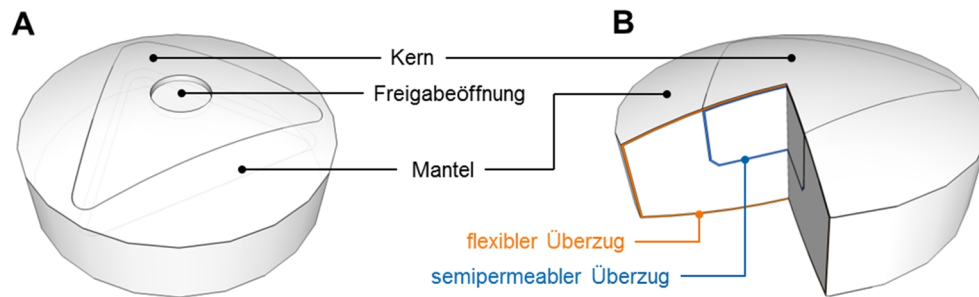 A
B
Kern
Freigabeöffnung
Mantel
flexibler Überzug
semipermeabler Überzug